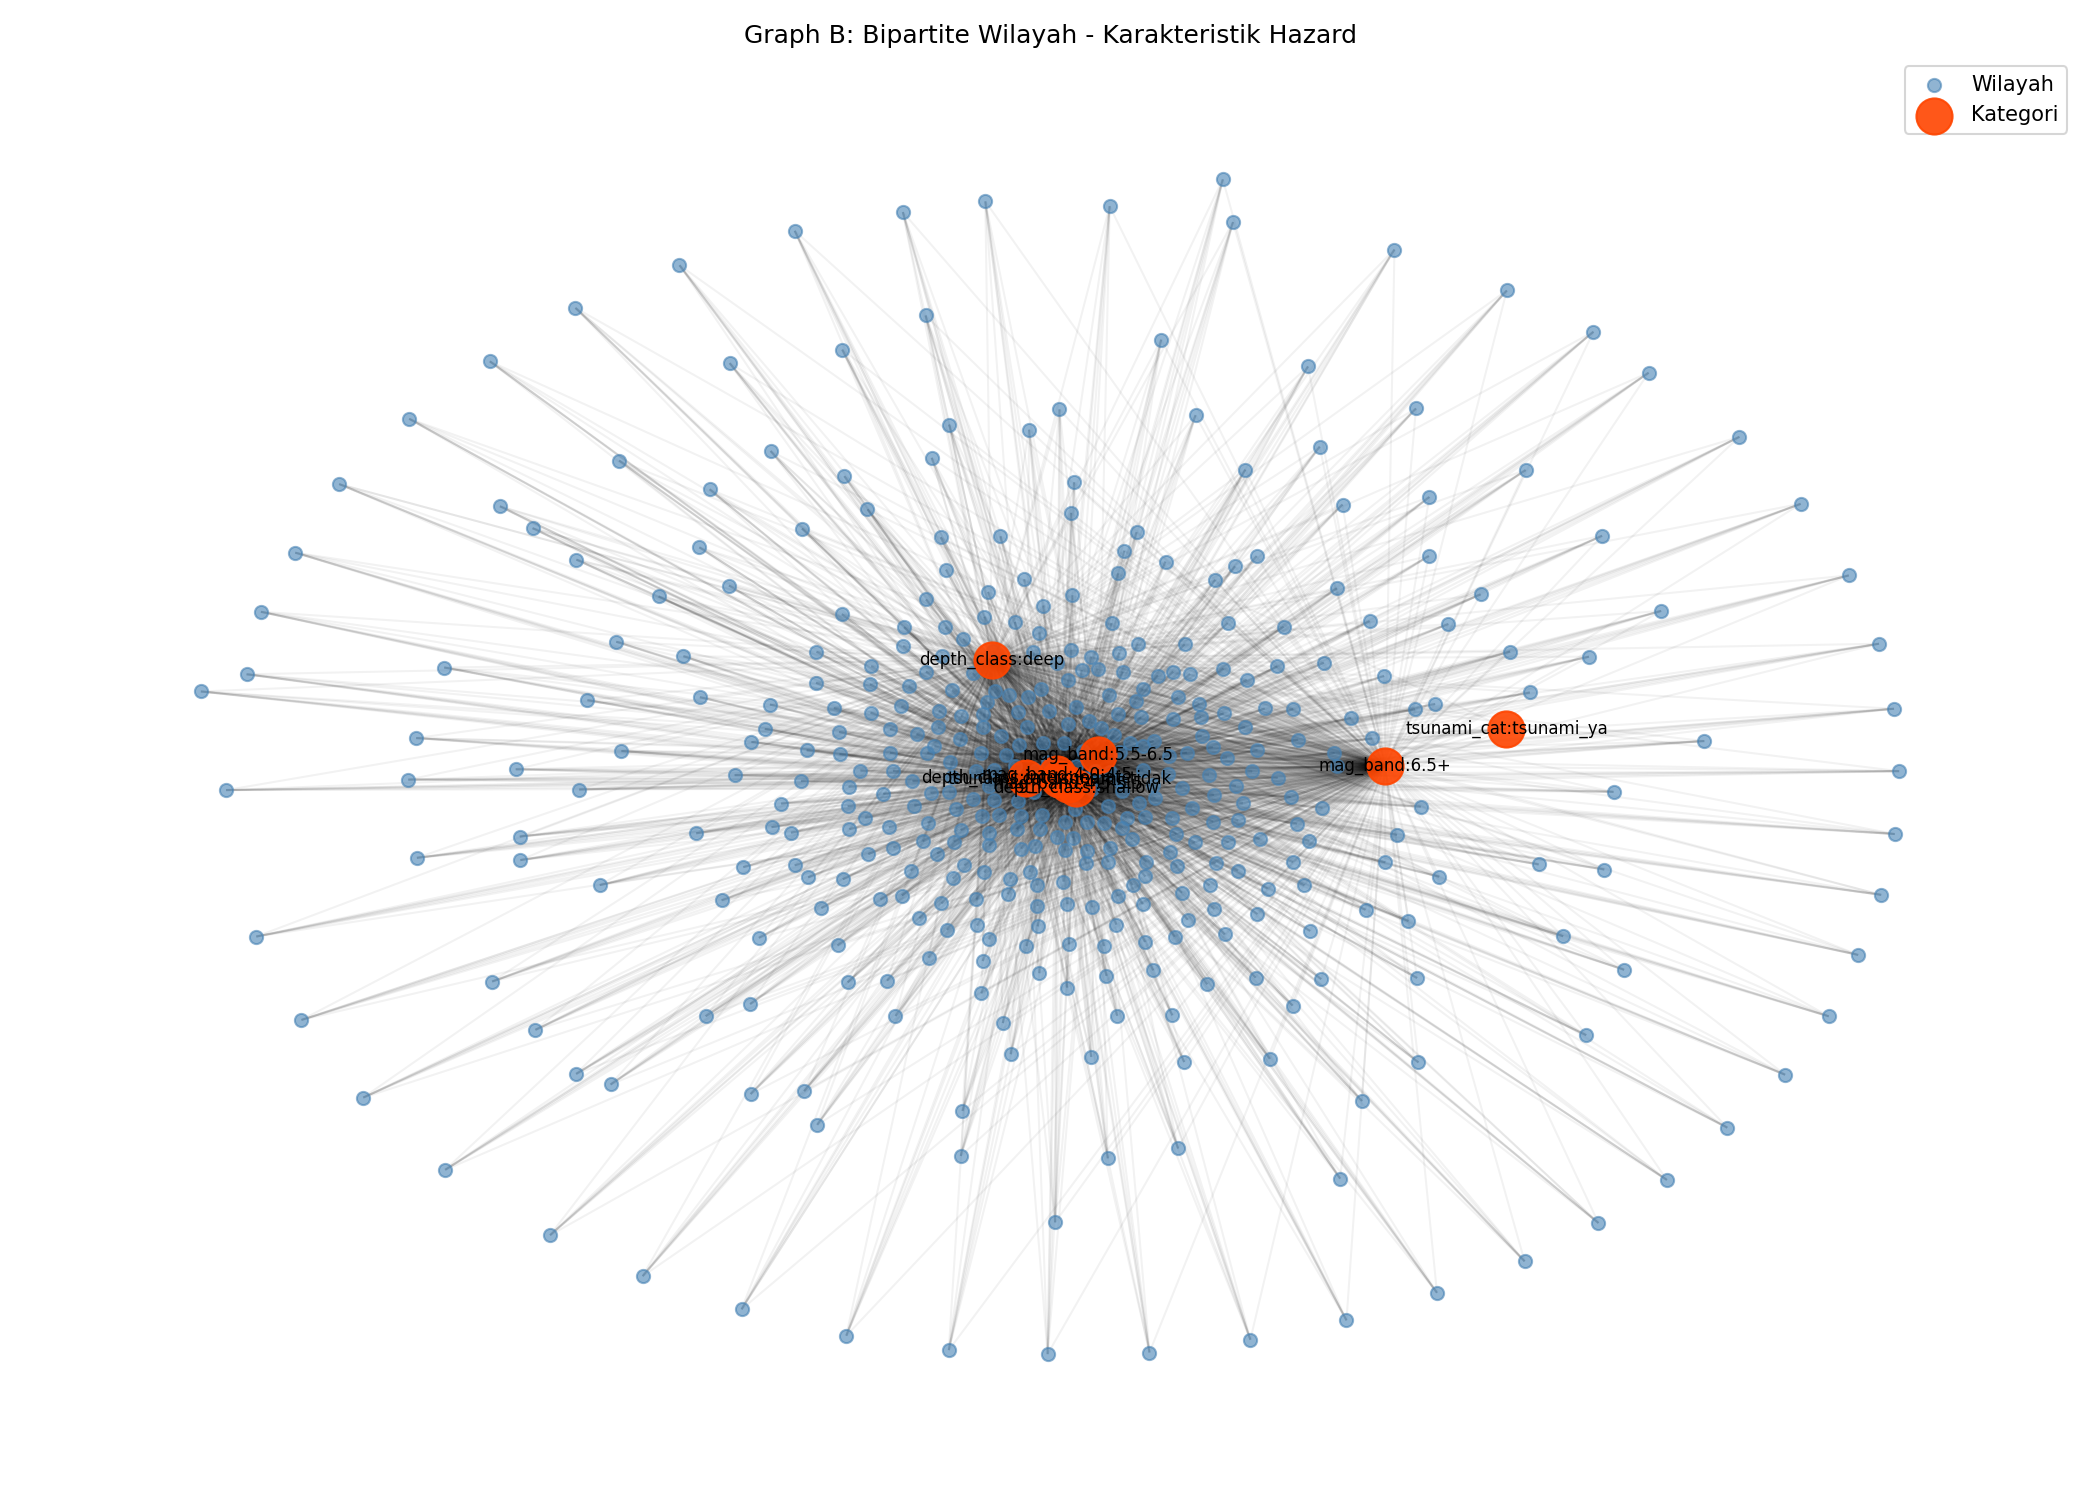 Graph B: Bipartite Wilayah - Karakteristik Hazard
Wilayah
Kategori
depth_class:deep
tsunami_cat:tsunami_ya
mag_band:5.5-6.5
mag_band:6.5+
depth_class:shallow